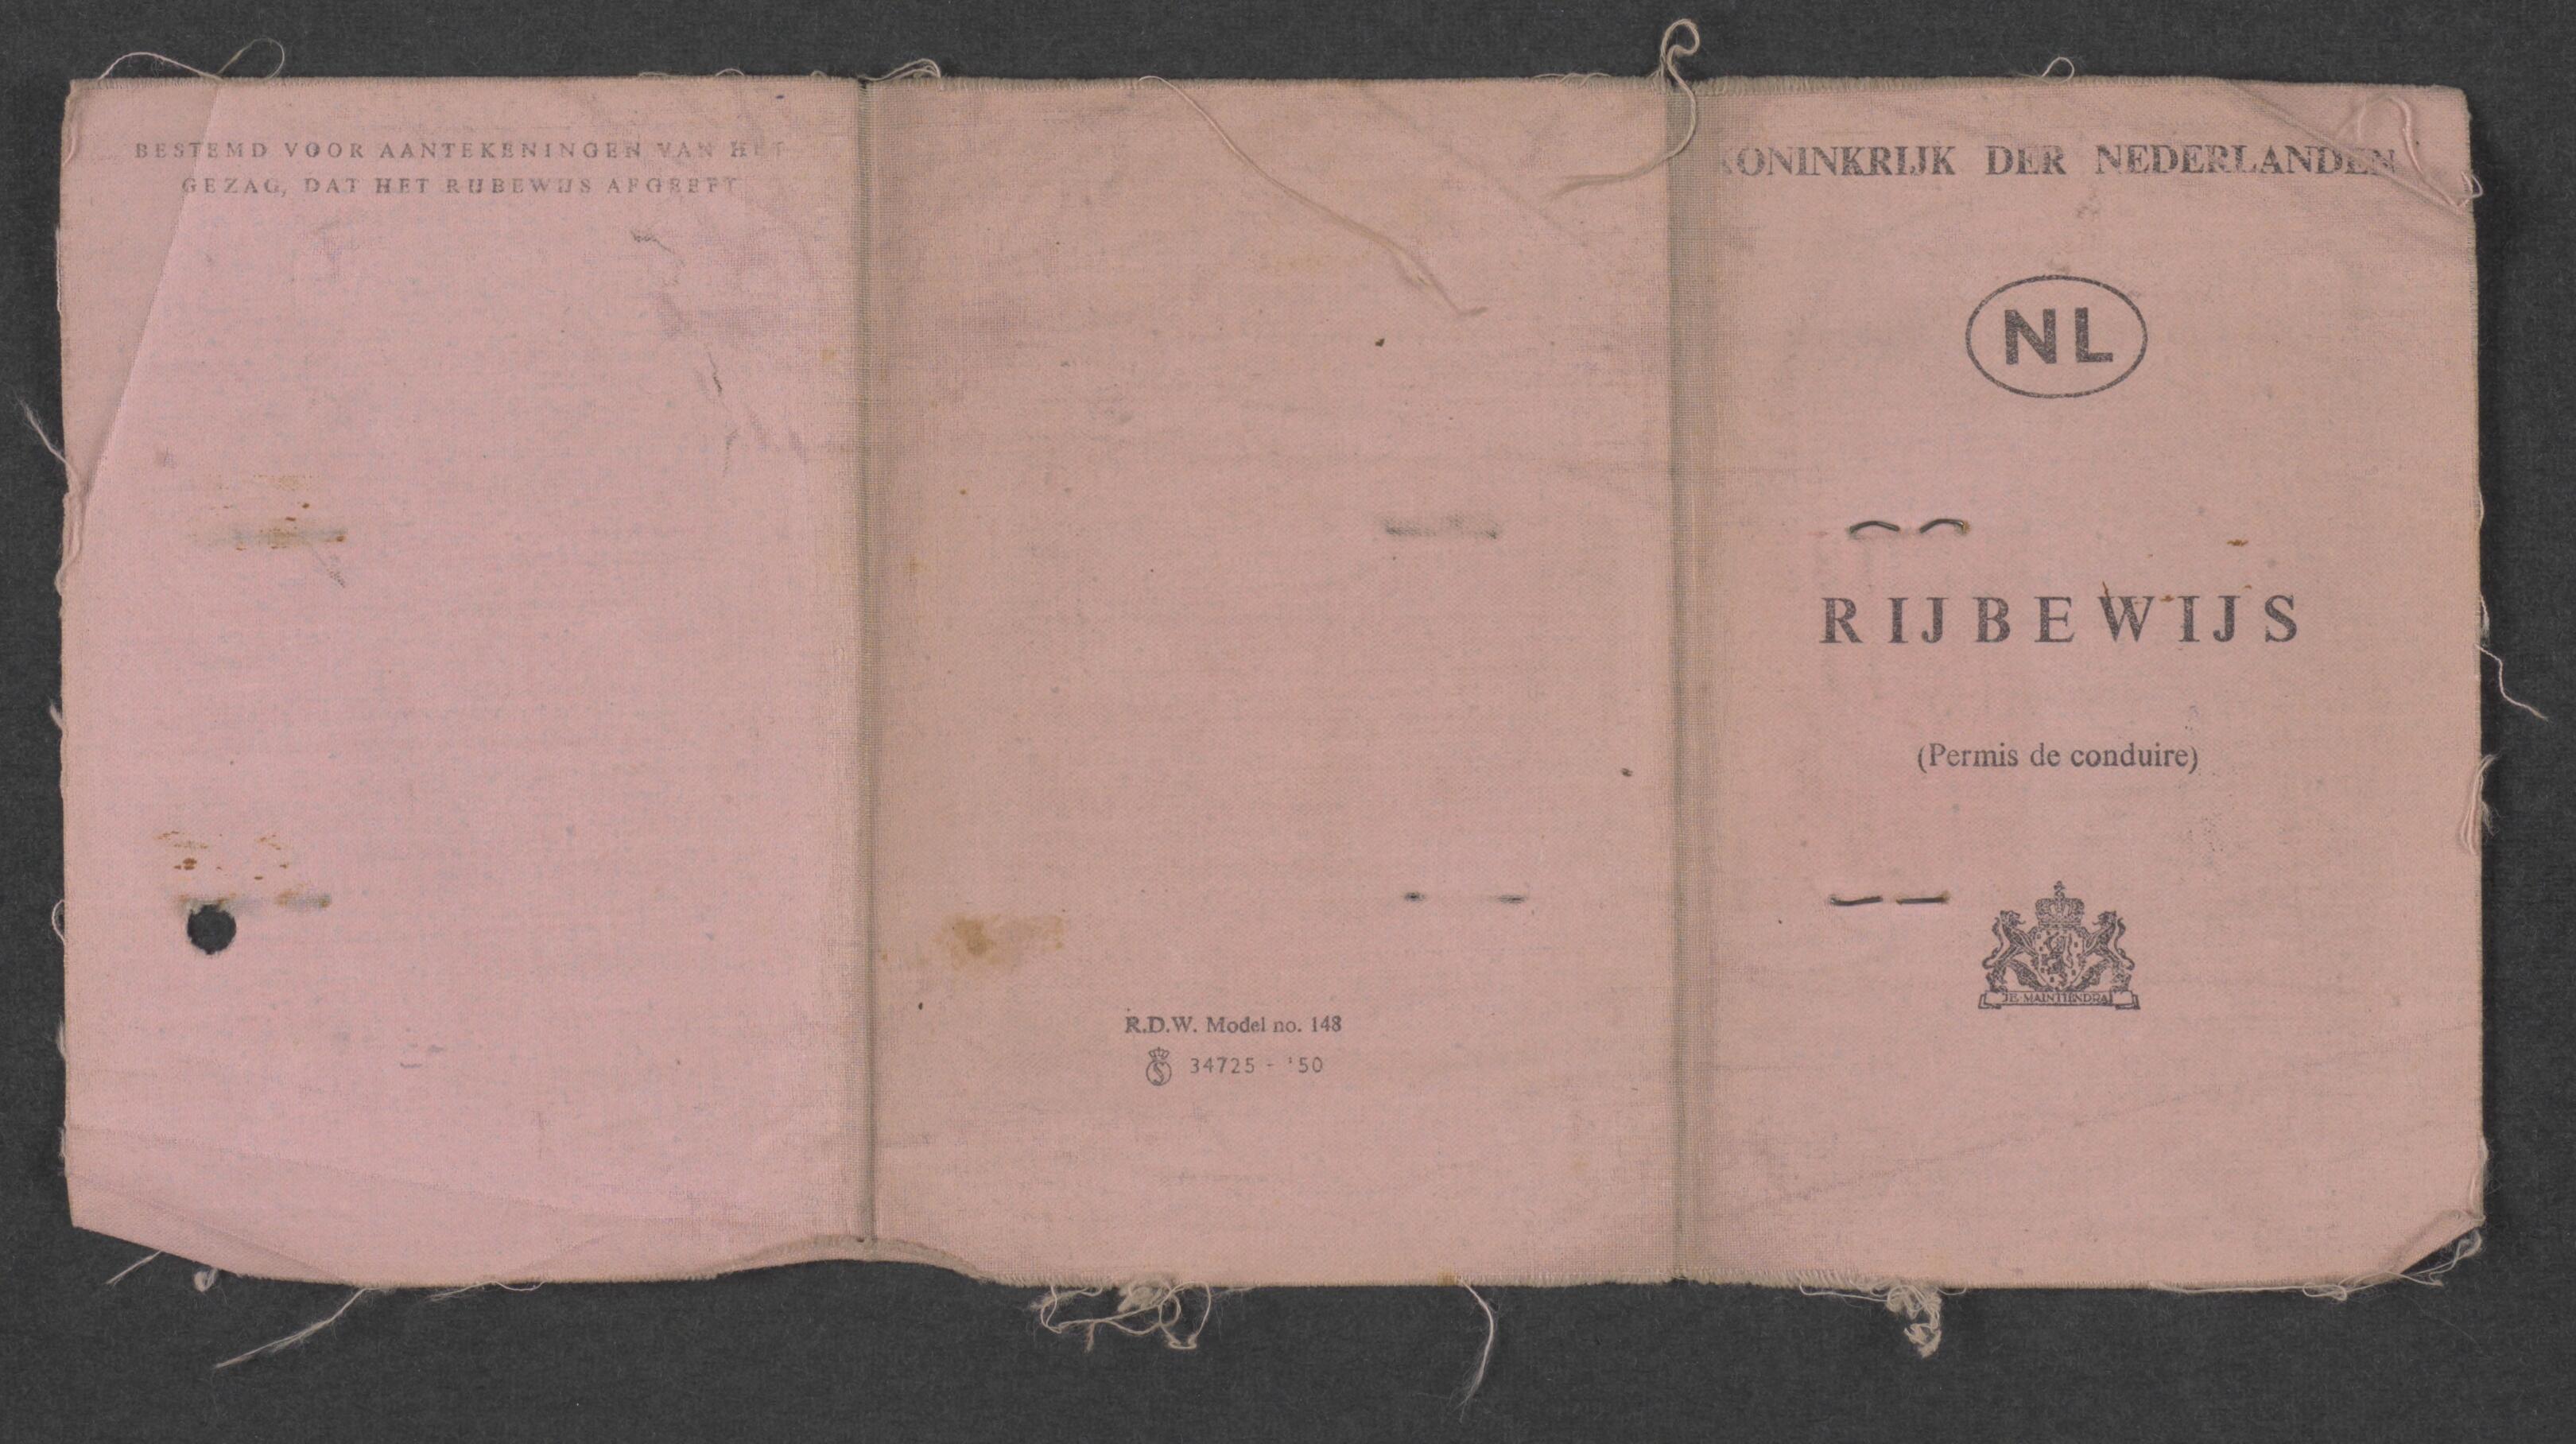 BESTEMD VOOR AANTEKENINGEN VAN HET
GEZAG, DAT HET RIJBEWIJS AFGEEFT
R.D.W. Model no. 148
34725 - '50
KONINKRIJK DER NEDERLANDEN
NL
RIJBEWIJS
(Permis de conduire)
JE MAINTIENDRAI